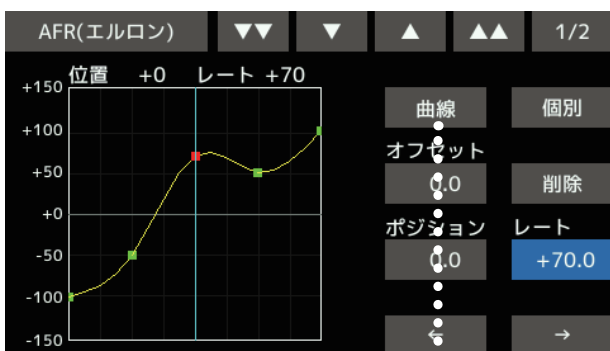 AFR(エルロン) ▼▼ ▼ ▲ ▲▲ 1/2
位置 +0 レート +70
+150
+100
+50
+0
-50
-100
-150
曲線 個別
オフセット
0.0 削除
ポジション レート
0.0 +70.0
← →